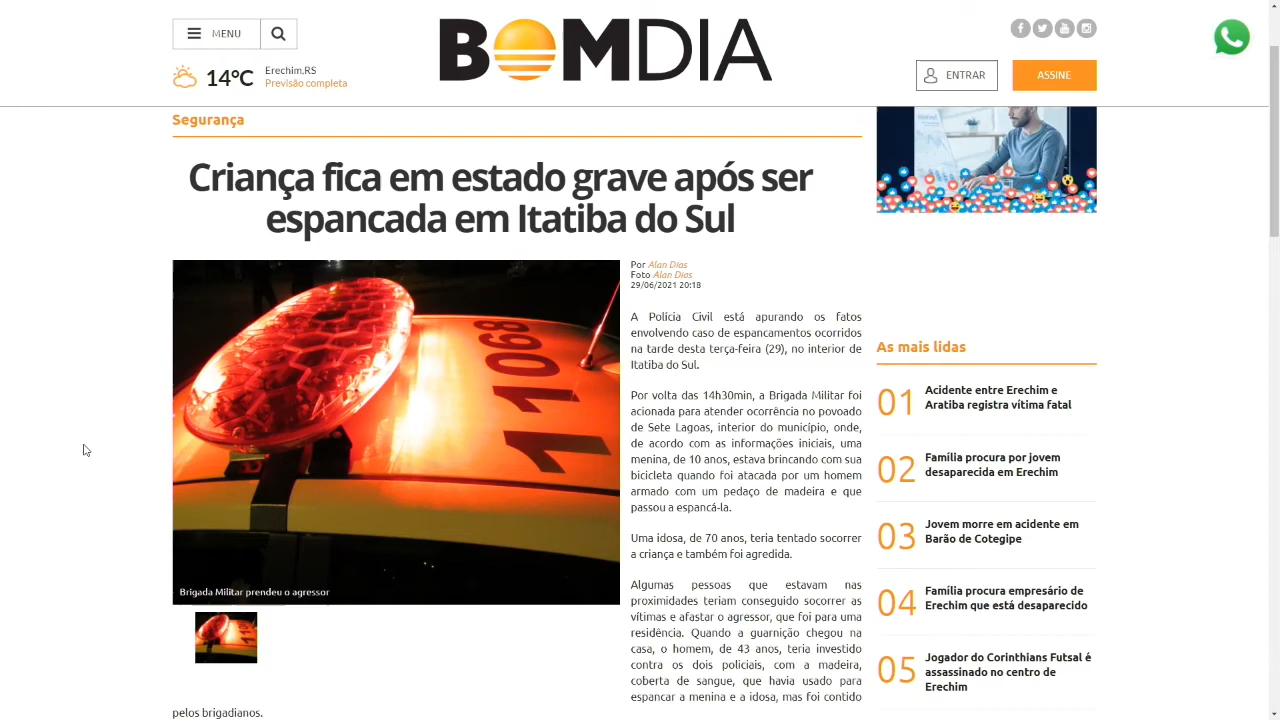 MENU
BOMDIA
14°C
Erechim,RS
Previsão completa
ENTRAR
ASSINE
Segurança
Criança fica em estado grave após ser
espancada em Itatiba do Sul
11068
Brigada Militar prendeu o agressor
Por Alan Dias
Foto Alan Dias
29/06/2021 20:18
A Polícia Civil está apurando os fatos
envolvendo caso de espancamentos ocorridos
na tarde desta terça-feira (29), no interior de
Itatiba do Sul.
Por volta das 14h30min, a Brigada Militar foi
acionada para atender ocorrência no povoado
de Sete Lagoas, interior do município, onde,
de acordo com as informações iniciais, uma
menina, de 10 anos, estava brincando com sua
bicicleta quando foi atacada por um homem
armado com um pedaço de madeira e que
passou a espancá-la.
Uma idosa, de 70 anos, teria tentado socorrer
a criança e também foi agredida.
Algumas pessoas que estavam nas
proximidades teriam conseguido socorrer as
vítimas e afastar o agressor, que foi para uma
residência. Quando a guarnição chegou na
casa, o homem, de 43 anos, teria investido
contra os dois policiais, com a madeira,
coberta de sangue, que havia usado para
espancar a menina e a idosa, mas foi contido
pelos brigadianos.
As mais lidas
01
Acidente entre Erechim e
Aratiba registra vítima fatal
02
Família procura por jovem
desaparecida em Erechim
03
Jovem morre em acidente em
Barão de Cotegipe
04
Família procura empresário de
Erechim que está desaparecido
05
Jogador do Corinthians Futsal é
assassinado no centro de
Erechim